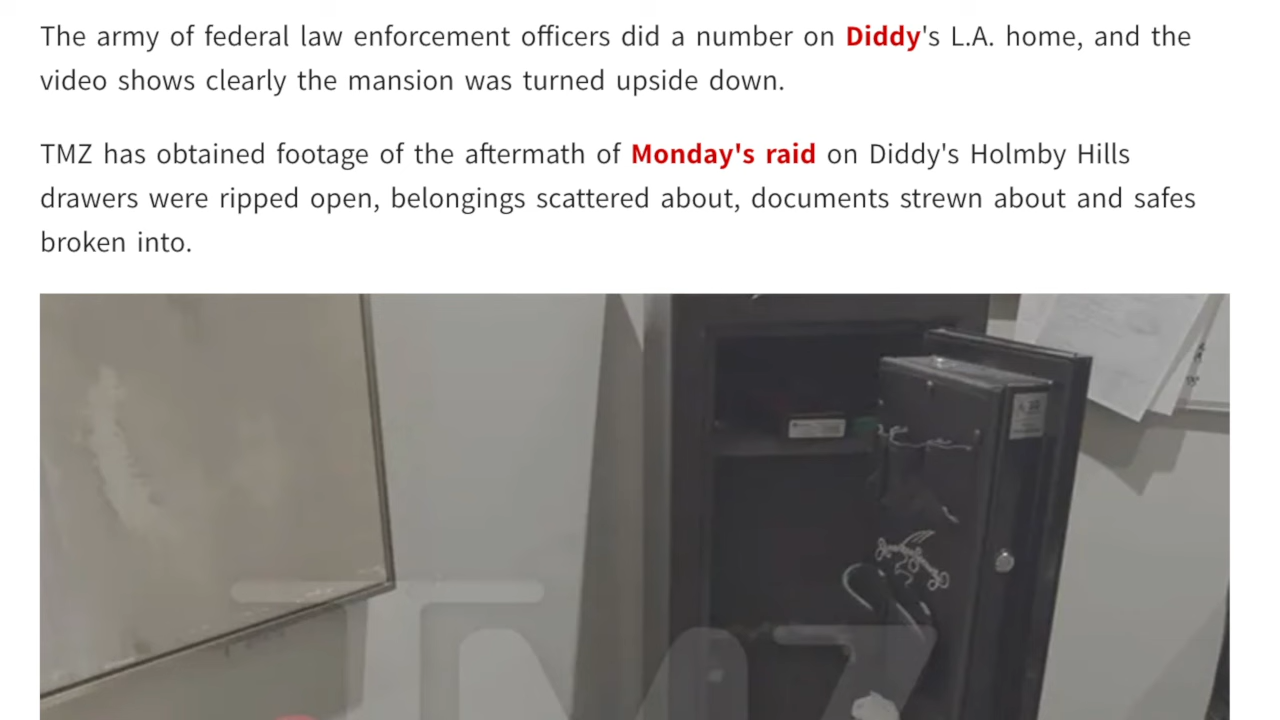 The army of federal law enforcement officers did a number on Diddy's L.A. home, and the
video shows clearly the mansion was turned upside down.
TMZ has obtained footage of the aftermath of Monday's raid on Diddy's Holmby Hills
drawers were ripped open, belongings scattered about, documents strewn about and safes
broken into.
TMZ